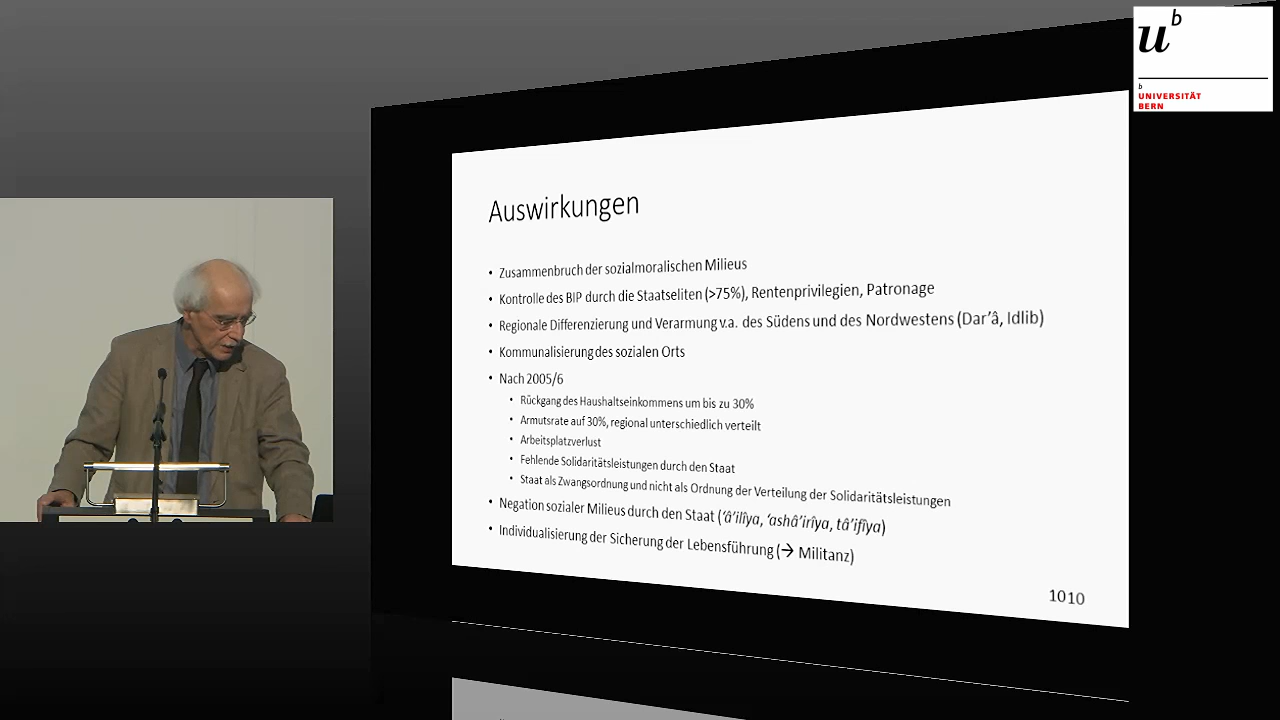 u
b
b
UNIVERSITÄT
BERN
Auswirkungen
• Zusammenbruch der sozialmoralischen Milieus
• Kontrolle des BIP durch die Staatseliten (>75%), Rentenprivilegien, Patronage
• Regionale Differenzierung und Verarmung v.a. des Südens und des Nordwestens (Dar’â, Idlib)
• Kommunalisierung des sozialen Orts
• Nach 2005/6
• Rückgang des Haushaltseinkommens um bis zu 30%
• Armutsrate auf 30%, regional unterschiedlich verteilt
• Arbeitsplatzverlust
• Fehlende Solidaritätsleistungen durch den Staat
• Staat als Zwangsordnung und nicht als Ordnung der Verteilung der Solidaritätsleistungen
• Negation sozialer Milieus durch den Staat (‘â’ilîya, ‘ashâ’irîya, tâ’ifîya)
• Individualisierung der Sicherung der Lebensführung (→ Militanz)
1010